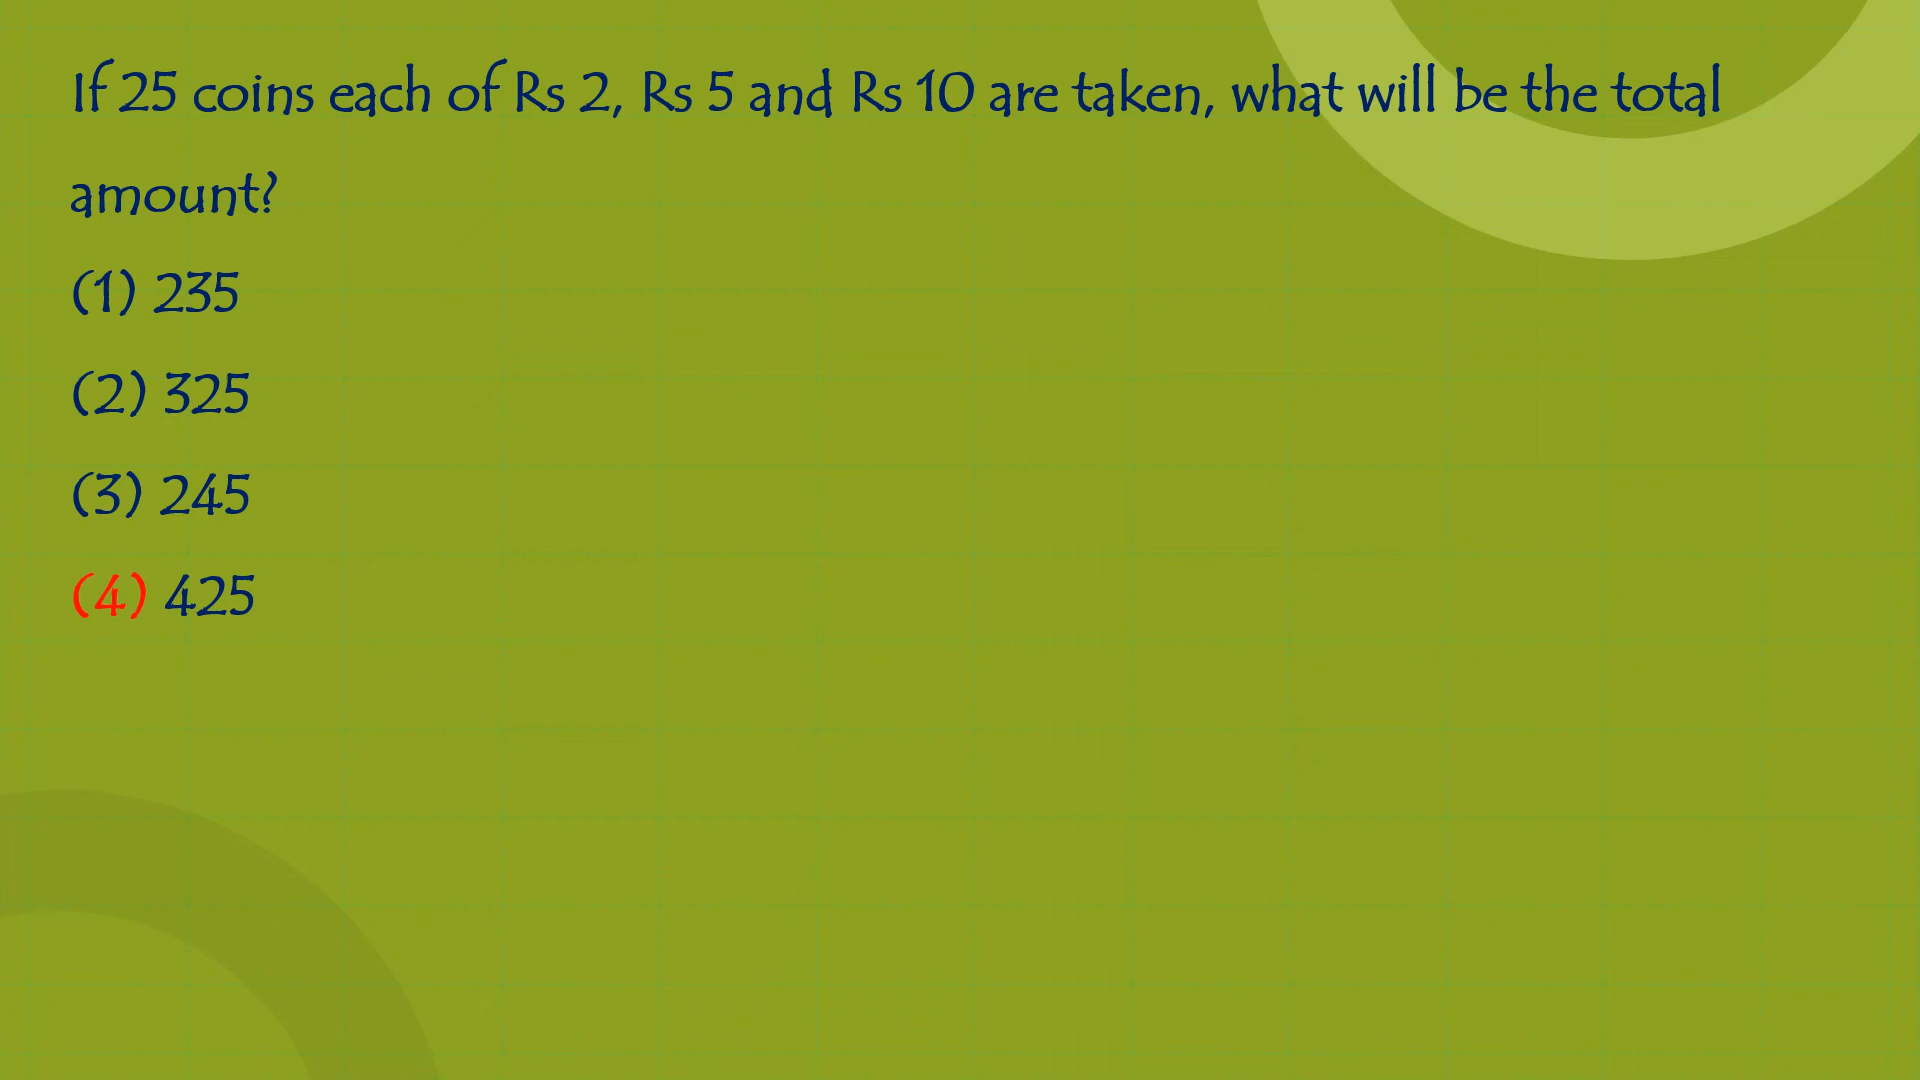 If 25 coins each of Rs 2, Rs 5 and Rs 10 are taken, what will be the total
amount?
(1) 235
(2) 325
(3) 245
(4) 425